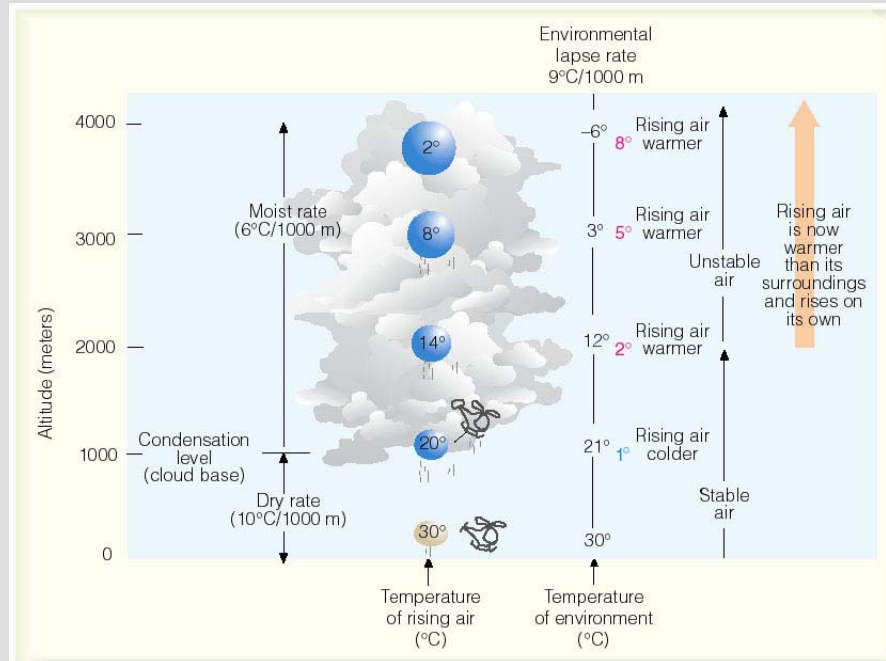 Environmental
lapse rate
9°C/1000 m
4000
2°
–6°
8°
Rising air
warmer
Moist rate
(6°C/1000 m)
3000
8°
3°
5°
Rising air
warmer
Unstable
air
Rising air
is now
warmer
than its
surroundings
and rises on
its own
2000
14°
12°
2°
Rising air
warmer
Altitude (meters)
Condensation
level
(cloud base)
1000
20°
21°
1°
Rising air
colder
Dry rate
(10°C/1000 m)
Stable
air
0
30°
30°
Temperature
of rising air
(°C)
Temperature
of environment
(°C)